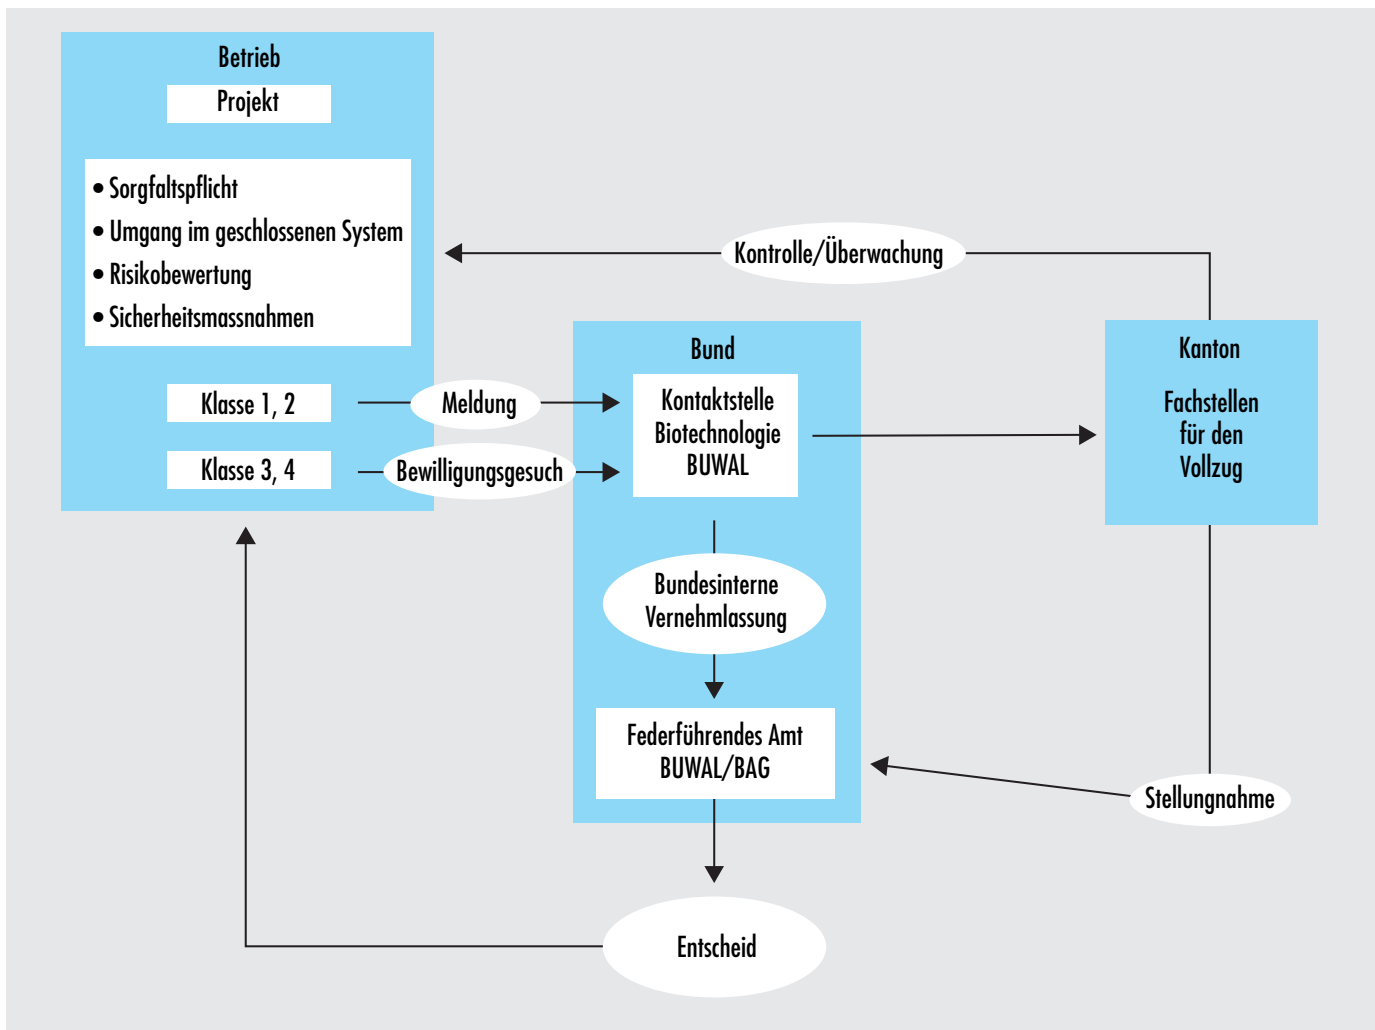 Betrieb
Projekt
• Sorgfaltspflicht
• Umgang im geschlossenen System
• Risikobewertung
• Sicherheitsmassnahmen
Klasse 1, 2
Klasse 3, 4
Meldung
Bewilligungsgesuch
Kontrolle/Überwachung
Bund
Kontaktstelle
Biotechnologie
BUWAL
Bundesinterne
Vernehmlassung
Federführendes Amt
BUWAL/BAG
Entscheid
Kanton
Fachstellen
für den
Vollzug
Stellungnahme